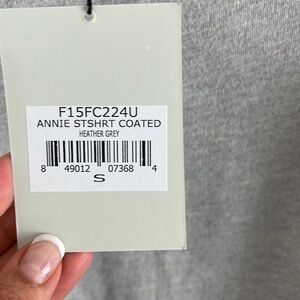 F15FC224U
ANNIE STSHRT COATED
HEATHER GREY
8 49012 07368 4
S